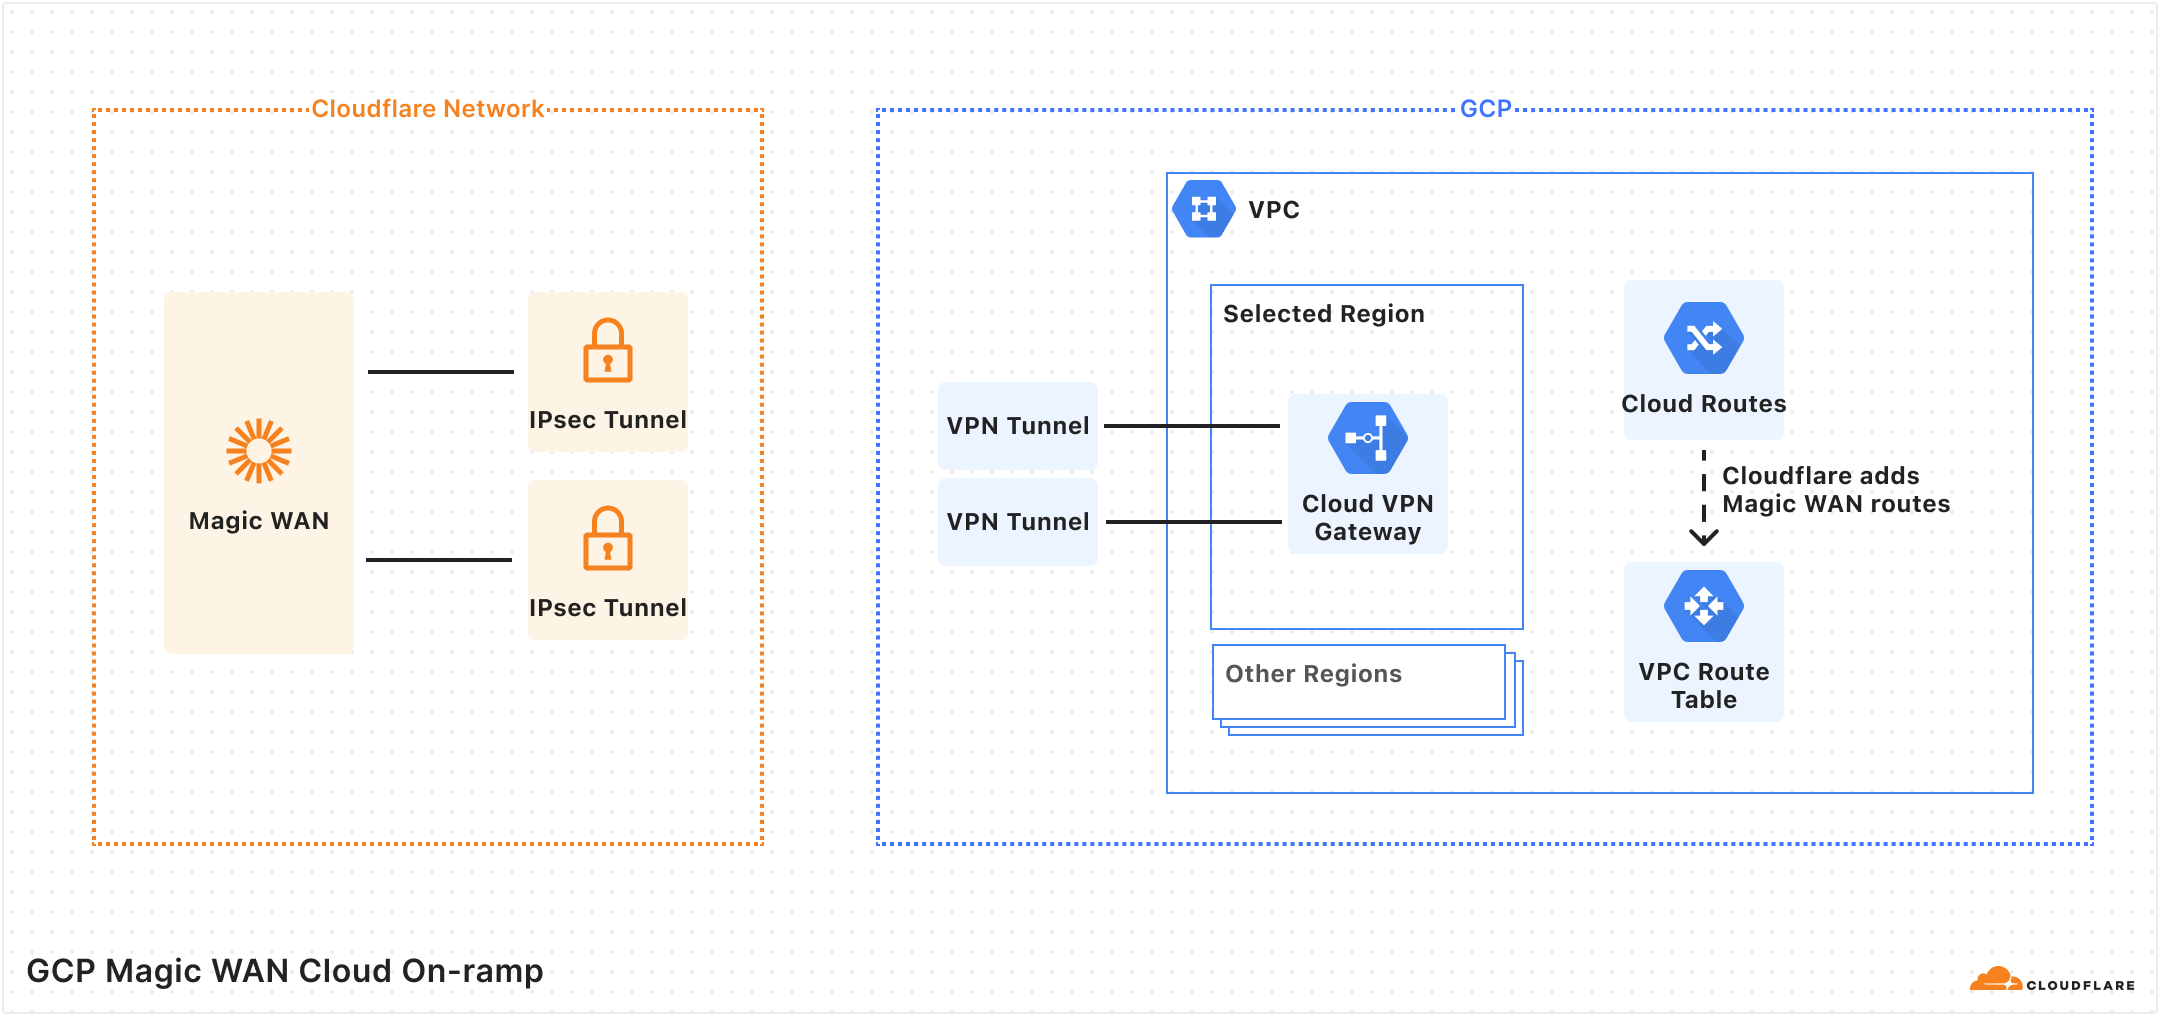 Cloudflare Network
GCP
VPC
Selected Region
Magic WAN
IPsec Tunnel
IPsec Tunnel
VPN Tunnel
VPN Tunnel
Cloud VPN
Gateway
Other Regions
Cloud Routes
Cloudflare adds
Magic WAN routes
VPC Route
Table
GCP Magic WAN Cloud On-ramp
CLOUDFLARE